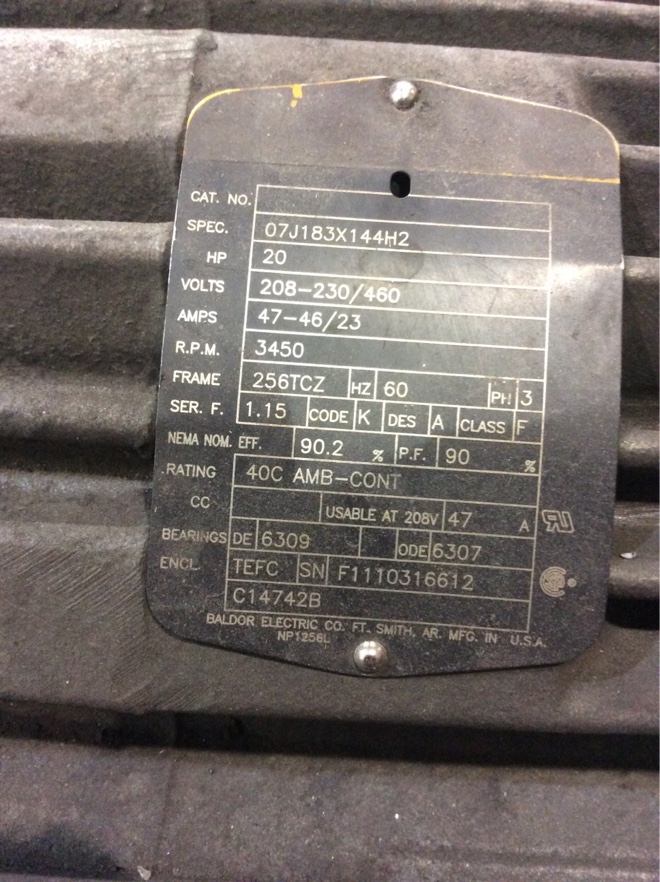 CAT. NO.
SPEC. 07J183X144H2
HP 20
VOLTS 208-230/460
AMPS 47-46/23
R.P.M. 3450
FRAME 256TCZ HZ 60 PH 3
SER. F. 1.15 CODE K DES A CLASS F
NEMA NOM. EFF. 90.2 % P.F. 90 %
RATING 40C AMB-CONT
CC USABLE AT 208V 47 A
BEARINGS DE 6309 ODE 6307
ENCL. TEFC SN F1110316612
C14742B
BALDOR ELECTRIC CO. FT. SMITH, AR. MFG. IN U.S.A.
NP1256L